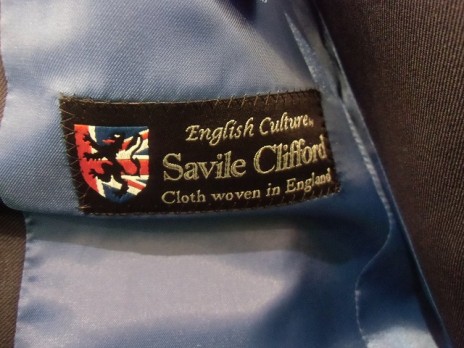 English Culture
Savile Clifford
Cloth woven in England